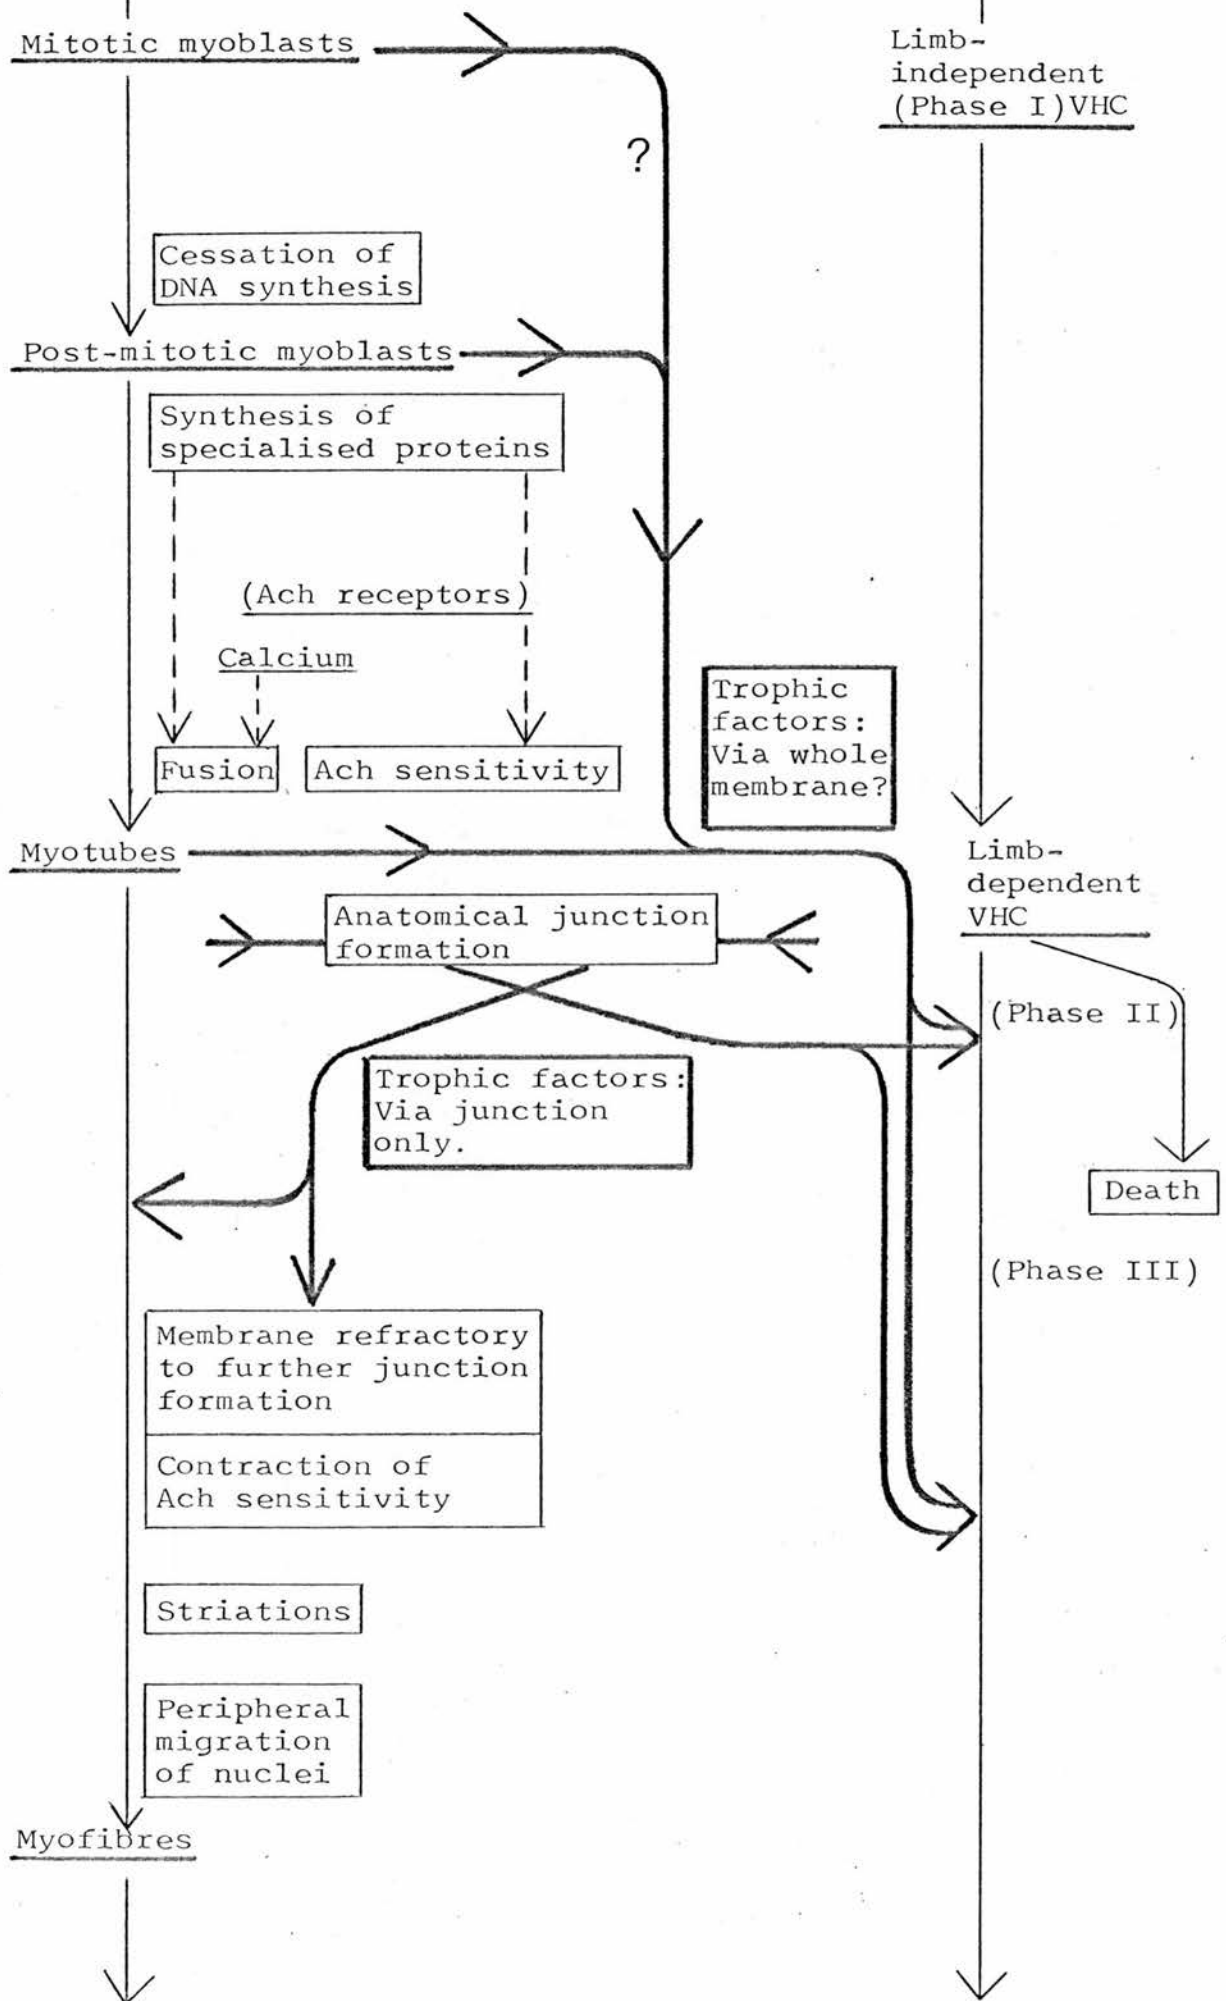 Mitotic myoblasts
Limb-
independent
(Phase I)VHC
?
Cessation of
DNA synthesis
Post-mitotic myoblasts
Synthesis of
specialised proteins
(Ach receptors)
Calcium
Trophic
factors:
Via whole
membrane?
Fusion
Ach sensitivity
Myotubes
Limb-
dependent
VHC
Anatomical junction
formation
(Phase II)
Trophic factors:
Via junction
only.
Death
(Phase III)
Membrane refractory
to further junction
formation
Contraction of
Ach sensitivity
Striations
Peripheral
migration
of nuclei
Myofibres